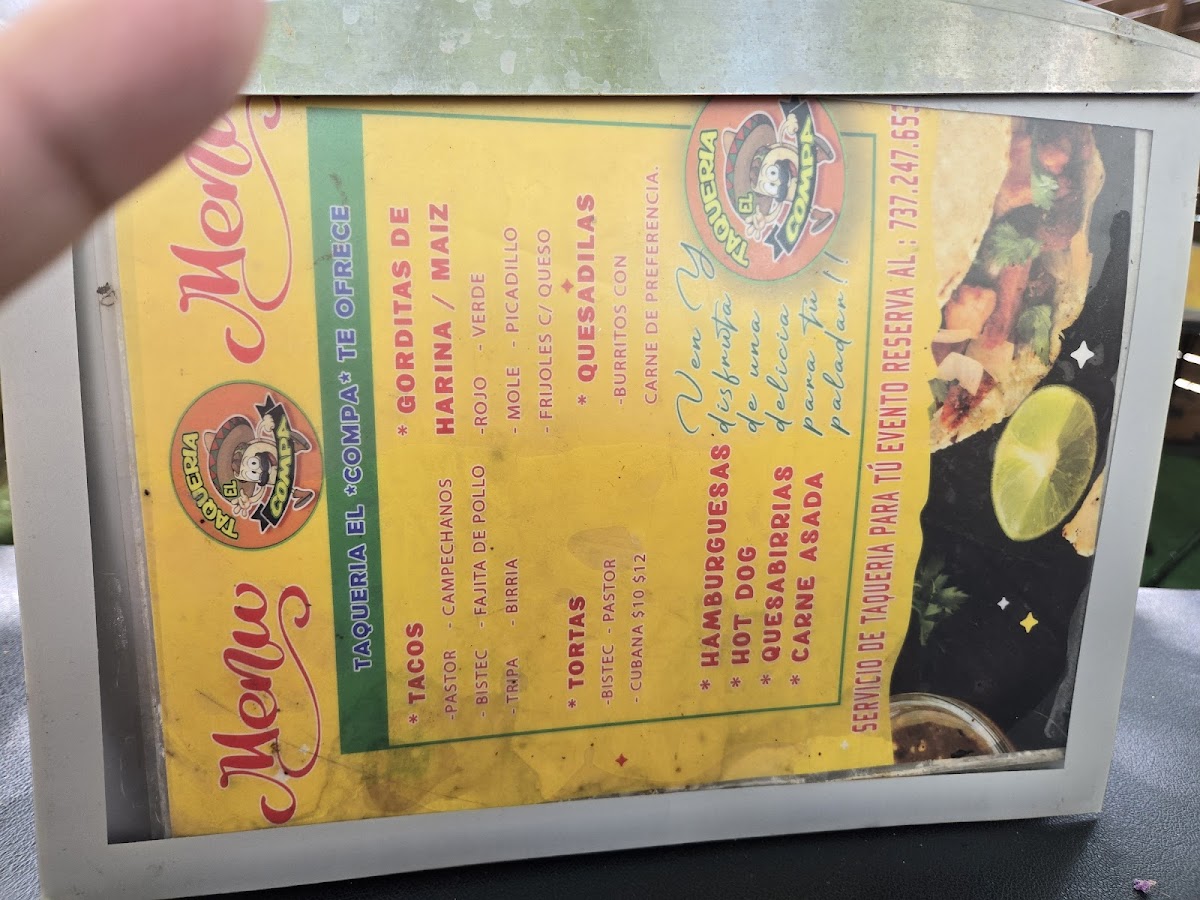 Menu
TAQUERIA
EL
COMPA
TAQUERIA EL *COMPA* TE OFRECE
* TACOS
-PASTOR - CAMPECHANOS
- BISTEC - FAJITA DE POLLO
- TRIPA - BIRRIA
* TORTAS
-BISTEC - PASTOR
- CUBANA $10 $12
* HAMBURGUESAS
* HOT DOG
* QUESABIRRIAS
* CARNE ASADA
* GORDITAS DE
HARINA / MAIZ
-ROJO - VERDE
- MOLE - PICADILLO
- FRIJOLES C/ QUESO
* QUESADILAS
-BURRITOS CON
CARNE DE PREFERENCIA.
Ven Y
disfruta
de una
delicia
para tú
paladar!!
TAQUERIA
EL
COMPA
SERVICIO DE TAQUERIA PARA TÚ EVENTO RESERVA AL: 737.247.653